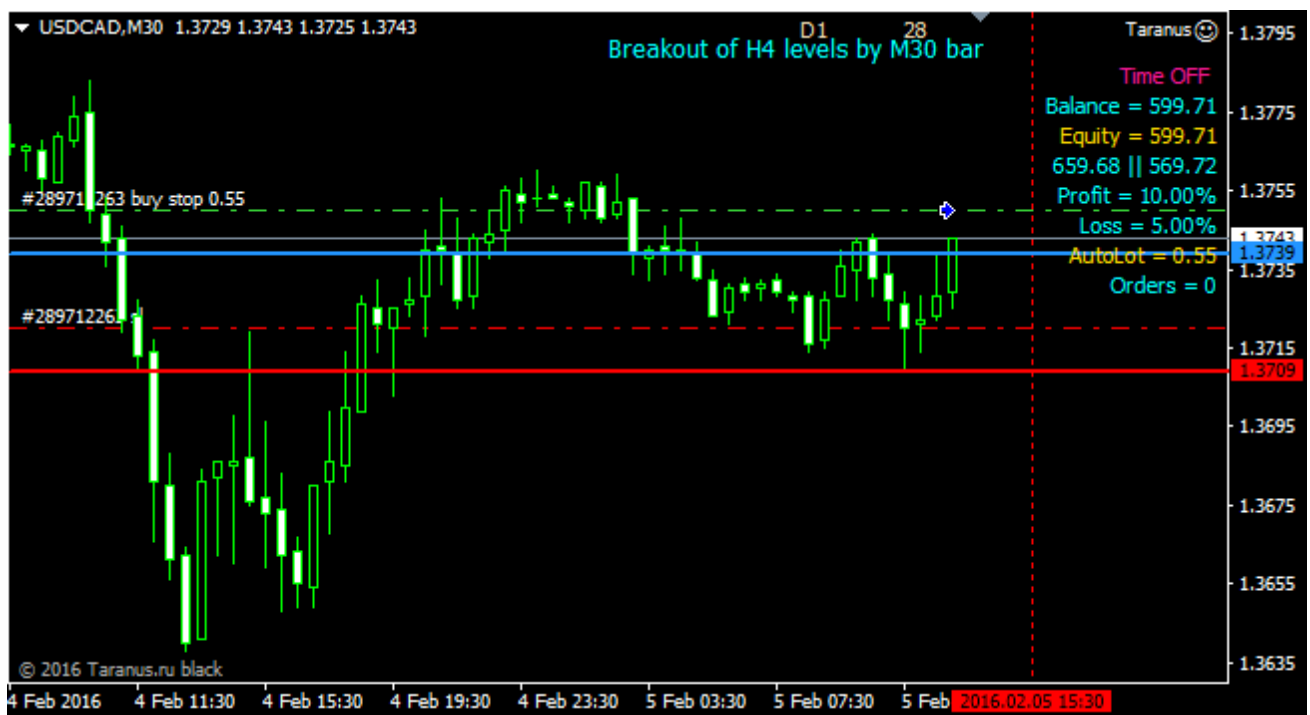 USDCAD,M30 1.3729 1.3743 1.3725 1.3743
D1 28
Taranus
Breakout of H4 levels by M30 bar
Time OFF
Balance = 599.71
Equity = 599.71
659.68 || 569.72
Profit = 10.00%
Loss = 5.00%
AutoLot = 0.55
Orders = 0
#289712263 buy stop 0.55
#289712263 sl
1.3795
1.3775
1.3755
1.3743
1.3739
1.3735
1.3715
1.3709
1.3695
1.3675
1.3655
1.3635
© 2016 Taranus.ru black
4 Feb 2016 4 Feb 11:30 4 Feb 15:30 4 Feb 19:30 4 Feb 23:30 5 Feb 03:30 5 Feb 07:30 5 Feb 2016.02.05 15:30